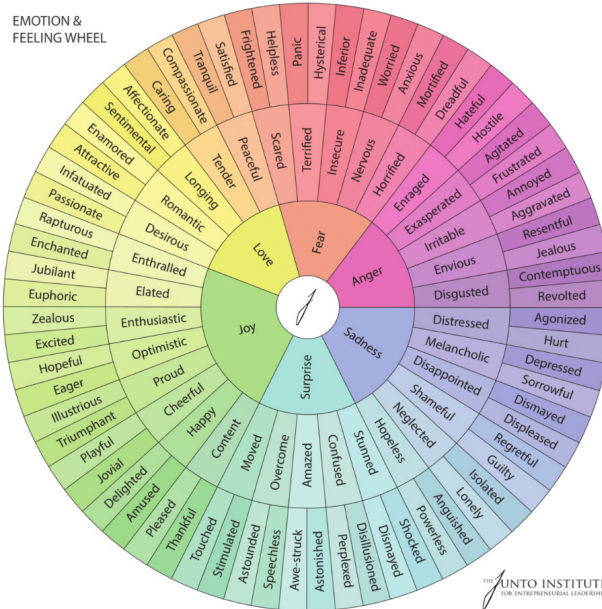 EMOTION &
FEELING WHEEL
Fear
Anger
Sadness
Surprise
Joy
Love
Scared
Terrified
Insecure
Nervous
Horrified
Enraged
Exasperated
Irritable
Envious
Disgusted
Distressed
Melancholic
Disappointed
Shameful
Neglected
Hopeless
Stunned
Confused
Amazed
Overcome
Moved
Content
Happy
Cheerful
Proud
Optimistic
Enthusiastic
Elated
Enthralled
Desirous
Romantic
Longing
Tender
Peaceful
Frightened
Helpless
Panic
Hysterical
Inferior
Inadequate
Worried
Anxious
Mortified
Dreadful
Hateful
Hostile
Agitated
Frustrated
Annoyed
Aggravated
Resentful
Jealous
Contemptuous
Revolted
Agonized
Hurt
Depressed
Sorrowful
Dismayed
Displeased
Regretful
Guilty
Isolated
Lonely
Anguished
Powerless
Shocked
Dismayed
Disillusioned
Perplexed
Astonished
Awe-struck
Speechless
Astounded
Stimulated
Touched
Thankful
Pleased
Amused
Delighted
Jovial
Playful
Triumphant
Illustrious
Eager
Hopeful
Excited
Zealous
Euphoric
Jubilant
Enchanted
Rapturous
Passionate
Infatuated
Attractive
Enamored
Sentimental
Affectionate
Caring
Compassionate
Tranquil
Satisfied
THE JUNTO INSTITUTE
FOR ENTREPRENEURIAL LEADERSHIP